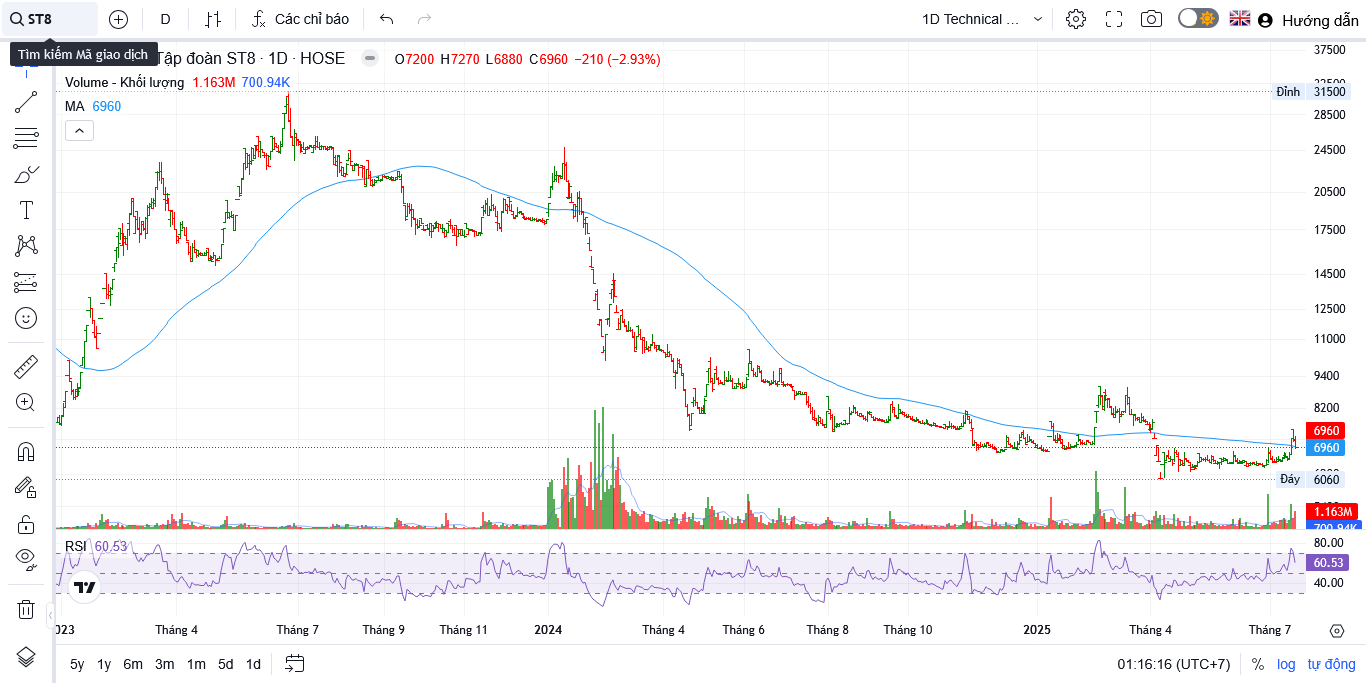 ST8
D
Các chỉ báo
1D Technical ...
Hướng dẫn
Tìm kiếm Mã giao dịch
Tập đoàn ST8 · 1D · HOSE
O7200 H7270 L6880 C6960 −210 (−2.93%)
Volume - Khối lượng 1.163M 700.94K
MA 6960
37500
Đỉnh 31500
28500
24500
20500
17500
14500
12500
11000
9400
8200
6960
6960
Đáy 6060
1.163M
700.94K
RSI 60.53
80.00
60.53
40.00
2023 Tháng 4 Tháng 7 Tháng 9 Tháng 11 2024 Tháng 4 Tháng 6 Tháng 8 Tháng 10 2025 Tháng 4 Tháng 7
5y 1y 6m 3m 1m 5d 1d
01:16:16 (UTC+7) % log tự động